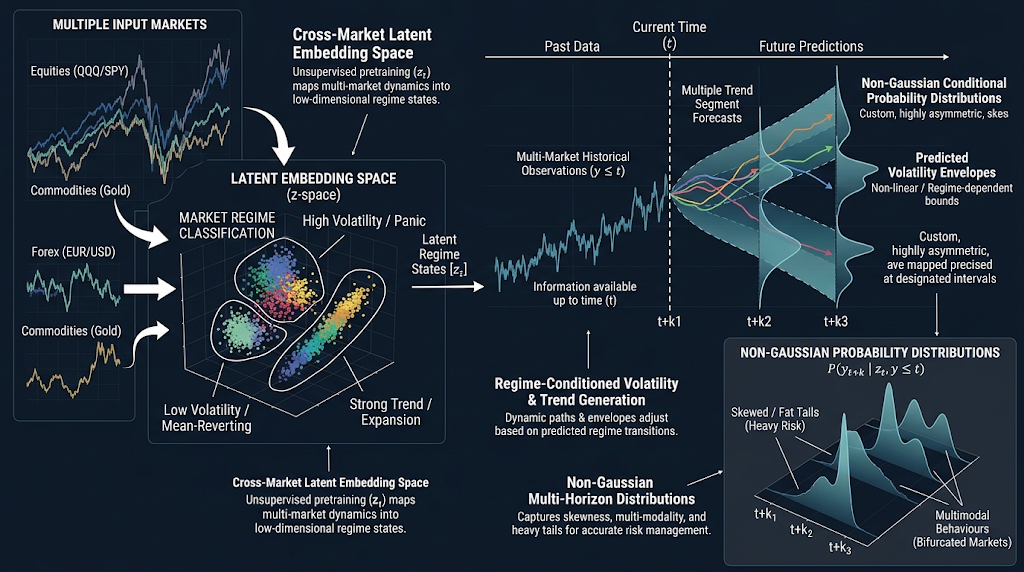 MULTIPLE INPUT MARKETS
Equities (QQQ/SPY)
Commodities (Gold)
Forex (EUR/USD)
Commodities (Gold)
Cross-Market Latent
Embedding Space
Unsupervised pretraining (z_t)
maps multi-market dynamics into
low-dimensional regime states.
LATENT EMBEDDING SPACE
(z-space)
MARKET REGIME
CLASSIFICATION
High Volatility / Panic
Low Volatility /
Mean-Reverting
Strong Trend /
Expansion
Cross-Market Latent Embedding Space
Unsupervised pretraining (z_t) maps
multi-market dynamics into
low-dimensional regime states.
Latent
Regime
States [z_t]
Past Data
Current Time
(t)
Future Predictions
Multi-Market Historical
Observations (y ≤ t)
Information available
up to time (t)
Multiple Trend
Segment
Forecasts
t+k1
t+k2
t+k3
Non-Gaussian Conditional
Probability Distributions
Custom, highly asymmetric, skes
Predicted
Volatility Envelopes
Non-linear / Regime-dependent
bounds
Custom,
highly asymmetric,
ave mapped precised
at designated intervals
Regime-Conditioned Volatility
& Trend Generation
Dynamic paths & envelopes adjust
based on predicted regime transitions.
Non-Gaussian
Multi-Horizon Distributions
Captures skewness, multi-modality, and
heavy tails for accurate risk management.
NON-GAUSSIAN PROBABILITY DISTRIBUTIONS
P(y_{t+k} | z_t, y ≤ t)
Skewed / Fat Talls
(Heavy Risk)
t+k₁
t+k₂
t+k₃
Multimodal
Behaviours
(Bifurcated Markets)